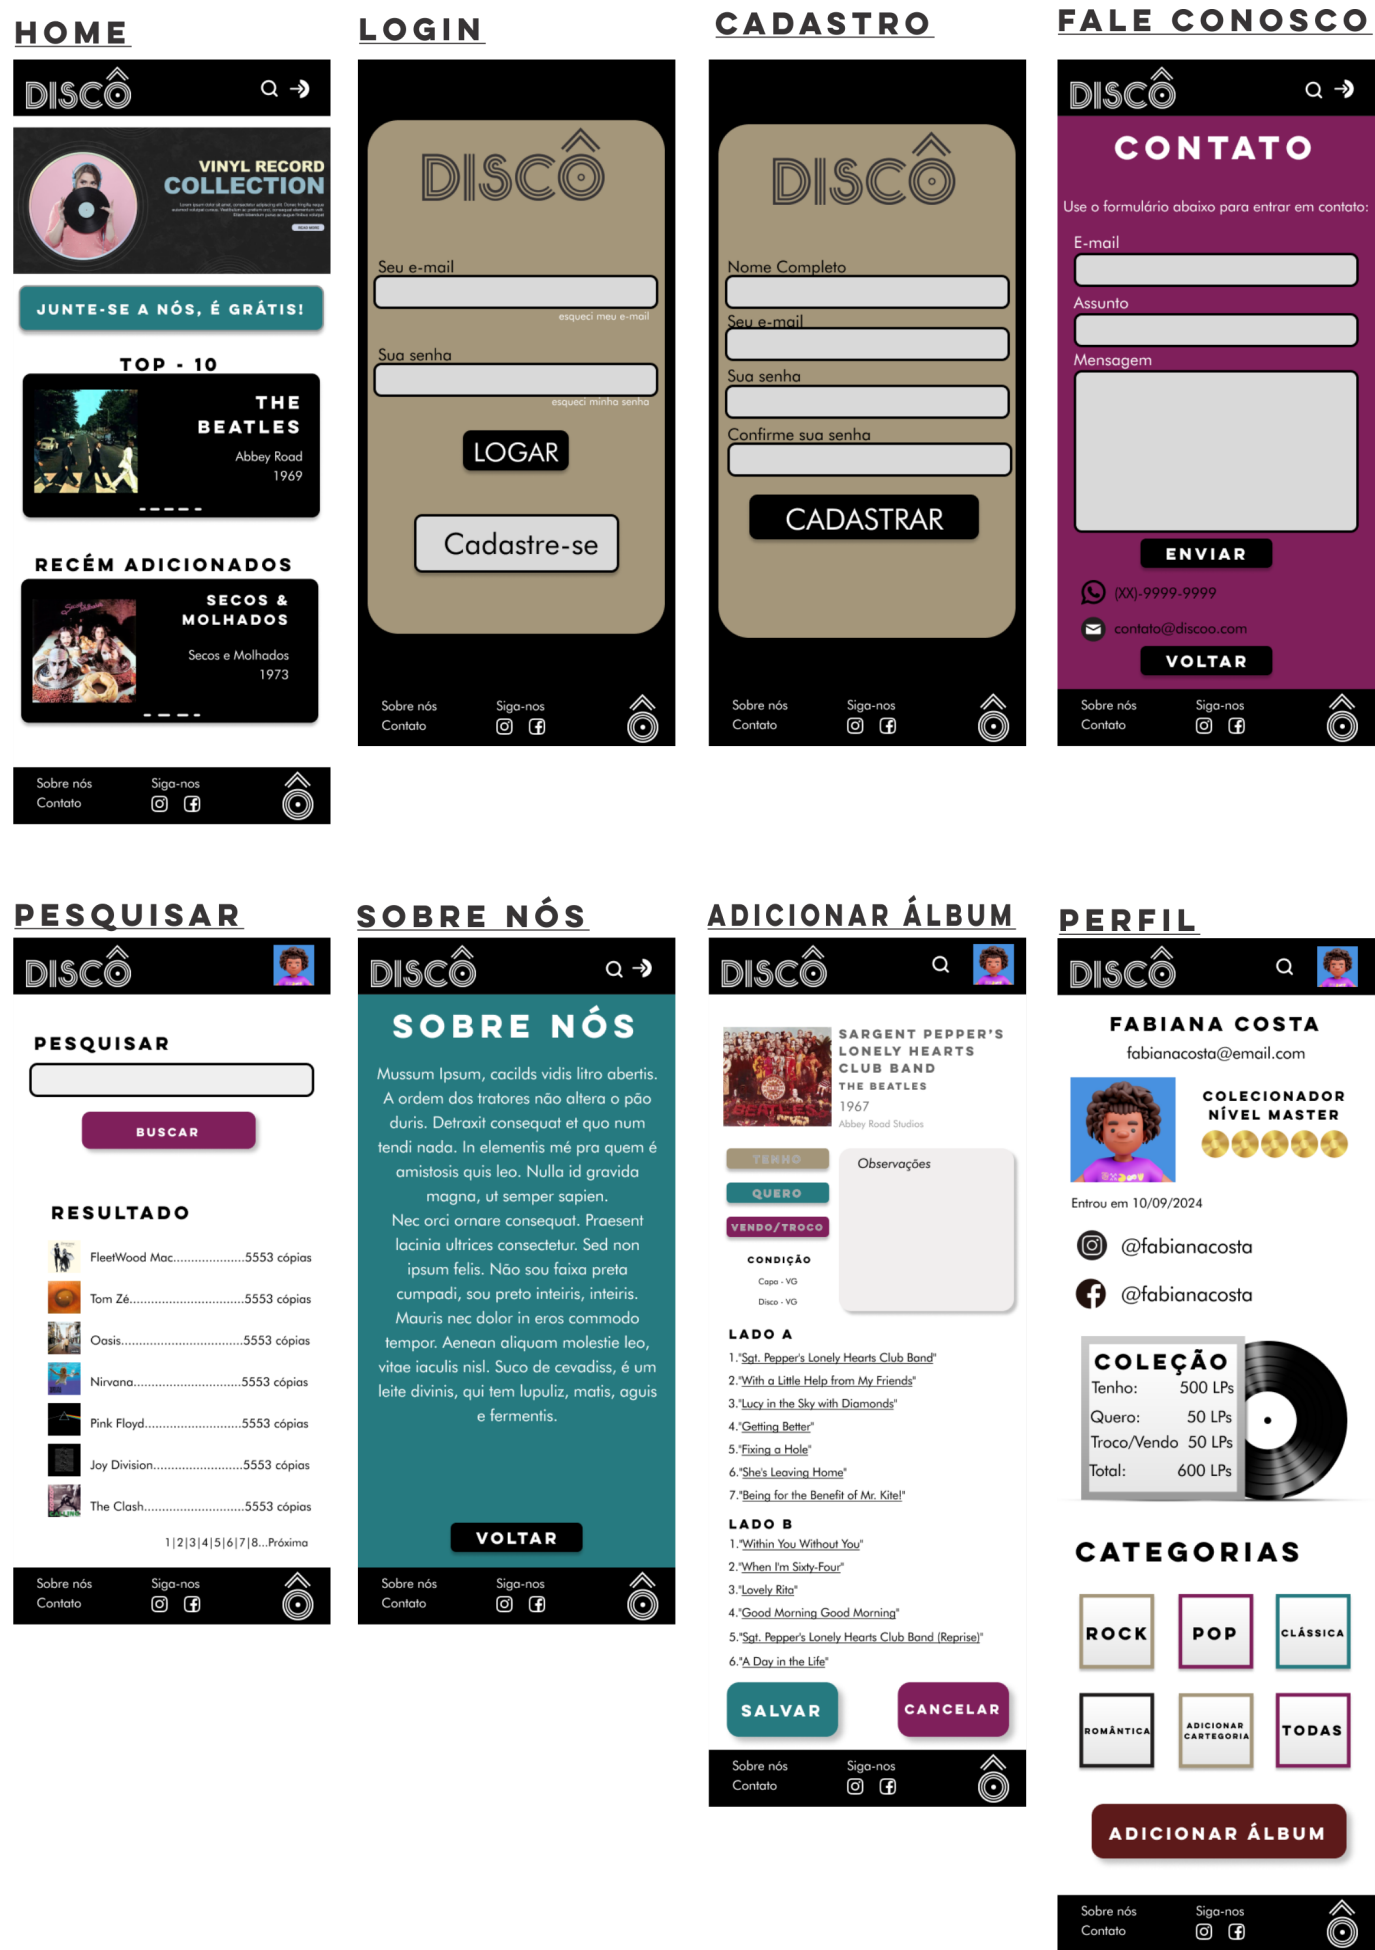 HOME
DISCÔ
VINYL RECORD
COLLECTION
READ MORE
JUNTE-SE A NÓS, É GRÁTIS!
TOP - 10
THE
BEATLES
Abbey Road
1969
RECÉM ADICIONADOS
SECOS &
MOLHADOS
Secos e Molhados
1973
Sobre nós
Siga-nos
Contato
LOGIN
DISCÔ
Seu e-mail
esqueci meu e-mail
Sua senha
esqueci minha senha
LOGAR
Cadastre-se
Sobre nós
Siga-nos
Contato
CADASTRO
DISCÔ
Nome Completo
Seu e-mail
Sua senha
Confirme sua senha
CADASTRAR
Sobre nós
Siga-nos
Contato
FALE CONOSCO
DISCÔ
CONTATO
Use o formulário abaixo para entrar em contato:
E-mail
Assunto
Mensagem
ENVIAR
(XX)-9999-9999
contato@discoo.com
VOLTAR
Sobre nós
Siga-nos
Contato
PESQUISAR
DISCÔ
PESQUISAR
BUSCAR
RESULTADO
FleetWood Mac.....................5553 cópias
Tom Zé..................................5553 cópias
Oasis....................................5553 cópias
Nirvana................................5553 cópias
Pink Floyd.............................5553 cópias
Joy Division..........................5553 cópias
The Clash.............................5553 cópias
1|2|3|4|5|6|7|8...Próxima
Sobre nós
Siga-nos
Contato
SOBRE NÓS
DISCÔ
SOBRE NÓS
Mussum Ipsum, cacilds vidis litro abertis.
A ordem dos tratores não altera o pão
duris. Detraxit consequat et quo num
tendi nada. In elementis mé pra quem é
amistosis quis leo. Nulla id gravida
magna, ut semper sapien.
Nec orci ornare consequat. Praesent
lacinia ultrices consectetur. Sed non
ipsum felis. Não sou faixa preta
cumpadi, sou preto inteiris, inteiris.
Mauris nec dolor in eros commodo
tempor. Aenean aliquam molestie leo,
vitae iaculis nisl. Suco de cevadiss, é um
leite divinis, qui tem lupuliz, matis, aguis
e fermentis.
VOLTAR
Sobre nós
Siga-nos
Contato
ADICIONAR ÁLBUM
DISCÔ
SARGENT PEPPER'S
LONELY HEARTS
CLUB BAND
THE BEATLES
1967
Abbey Road Studios
TENHO
QUERO
VENDO/TROCO
Observações
CONDIÇÃO
Capa - VG
Disco - VG
LADO A
1."Sgt. Pepper's Lonely Hearts Club Band"
2."With a Little Help from My Friends"
3."Lucy in the Sky with Diamonds"
4."Getting Better"
5."Fixing a Hole"
6."She's Leaving Home"
7."Being for the Benefit of Mr. Kite!"
LADO B
1."Within You Without You"
2."When I'm Sixty-Four"
3."Lovely Rita"
4."Good Morning Good Morning"
5."Sgt. Pepper's Lonely Hearts Club Band (Reprise)"
6."A Day in the Life"
SALVAR
CANCELAR
Sobre nós
Siga-nos
Contato
PERFIL
DISCÔ
FABIANA COSTA
fabianacosta@email.com
COLECIONADOR
NÍVEL MASTER
Entrou em 10/09/2024
@fabianacosta
@fabianacosta
COLEÇÃO
Tenho: 500 LPs
Quero: 50 LPs
Troco/Vendo 50 LPs
Total: 600 LPs
CATEGORIAS
ROCK
POP
CLÁSSICA
ROMÂNTICA
ADICIONAR
CARTEGORIA
TODAS
ADICIONAR ÁLBUM
Sobre nós
Siga-nos
Contato